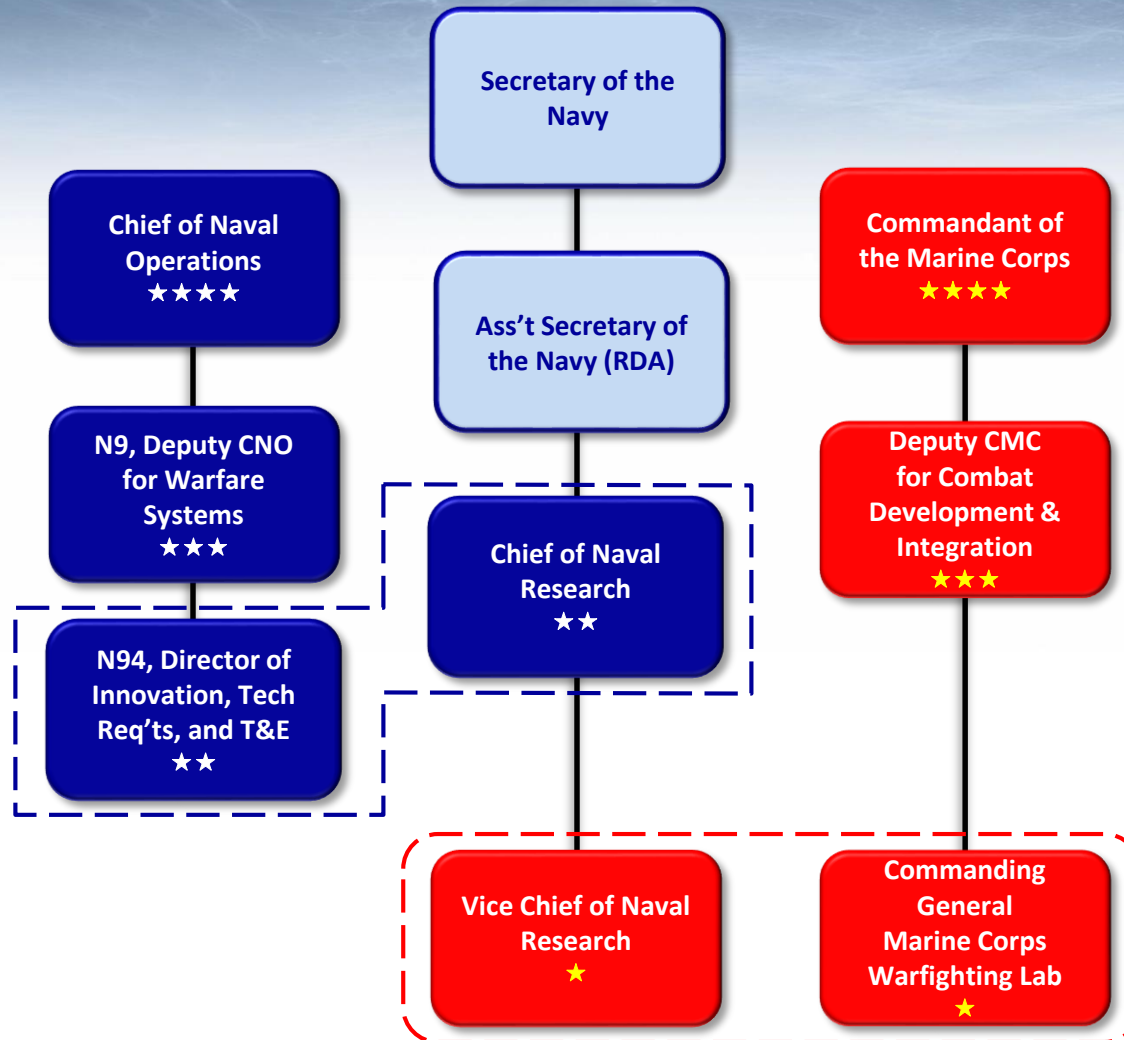 Secretary of the
Navy
Chief of Naval
Operations
★★★★
Commandant of
the Marine Corps
★★★★
Ass’t Secretary of
the Navy (RDA)
N9, Deputy CNO
for Warfare
Systems
★★★
Deputy CMC
for Combat
Development &
Integration
★★★
Chief of Naval
Research
★★
N94, Director of
Innovation, Tech
Req’ts, and T&E
★★
Vice Chief of Naval
Research
★
Commanding
General
Marine Corps
Warfighting Lab
★